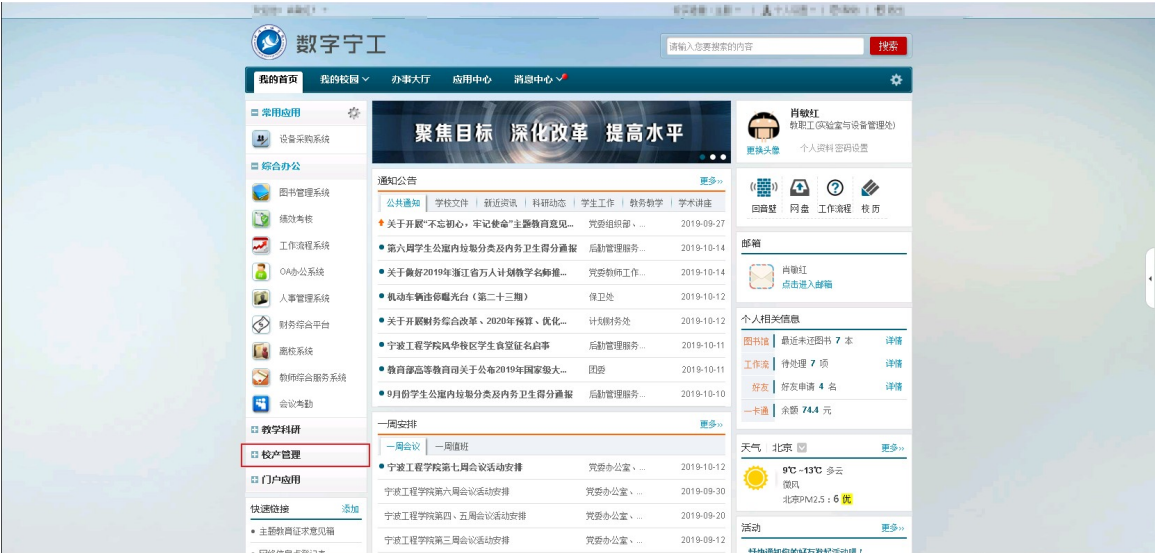 数字宁工
请输入您要搜索的内容
搜索
我的首页 我的校园 办事大厅 应用中心 消息中心
常用应用
设备采购系统
综合办公
图书管理系统
绩效考核
工作流程系统
OA办公系统
人事管理系统
财务综合平台
离校系统
教师综合服务系统
会议考勤
教学科研
校产管理
门户应用
快速链接 添加
主题教育征求意见箱
聚焦目标 深化改革 提高水平
通知公告 更多»
公共通知 学校文件 新近资讯 科研动态 学生工作 教务教学 学术讲座
关于开展“不忘初心,牢记使命”主题教育意见... 党委组织部、... 2019-09-27
第六周学生公寓内垃圾分类及内务卫生得分通报 后勤管理服务... 2019-10-14
关于做好2019年浙江省万人计划教学名师推... 党委教师工作... 2019-10-14
机动车辆违停曝光台(第二十三期) 保卫处 2019-10-12
关于开展财务综合改革、2020年预算、优化... 计划财务处 2019-10-12
宁波工程学院风华校区学生食堂征名启事 后勤管理服务... 2019-10-11
教育部高等教育司关于公布2019年国家级大... 团委 2019-10-11
9月份学生公寓内垃圾分类及内务卫生得分通报 后勤管理服务... 2019-10-10
一周安排 更多»
一周会议 一周值班
宁波工程学院第七周会议活动安排 党委办公室、... 2019-10-12
宁波工程学院第六周会议活动安排 党委办公室、... 2019-09-30
宁波工程学院第四、五周会议活动安排 党委办公室、... 2019-09-20
宁波工程学院第三周会议活动安排 党委办公室、... 2019-09-12
肖敏红
教职工(实验室与设备管理处)
更换头像 个人资料 密码设置
回音壁 网盘 工作流程 校历
邮箱
肖敏红
点击进入邮箱
个人相关信息
图书馆 最近未还图书 7 本 详情
工作流 待处理 7 项 详情
好友 好友申请 4 名 详情
一卡通 余额 74.4 元
天气 北京 更多»
9℃ ~13℃ 多云
微风
北京PM2.5:6 优
活动 更多»